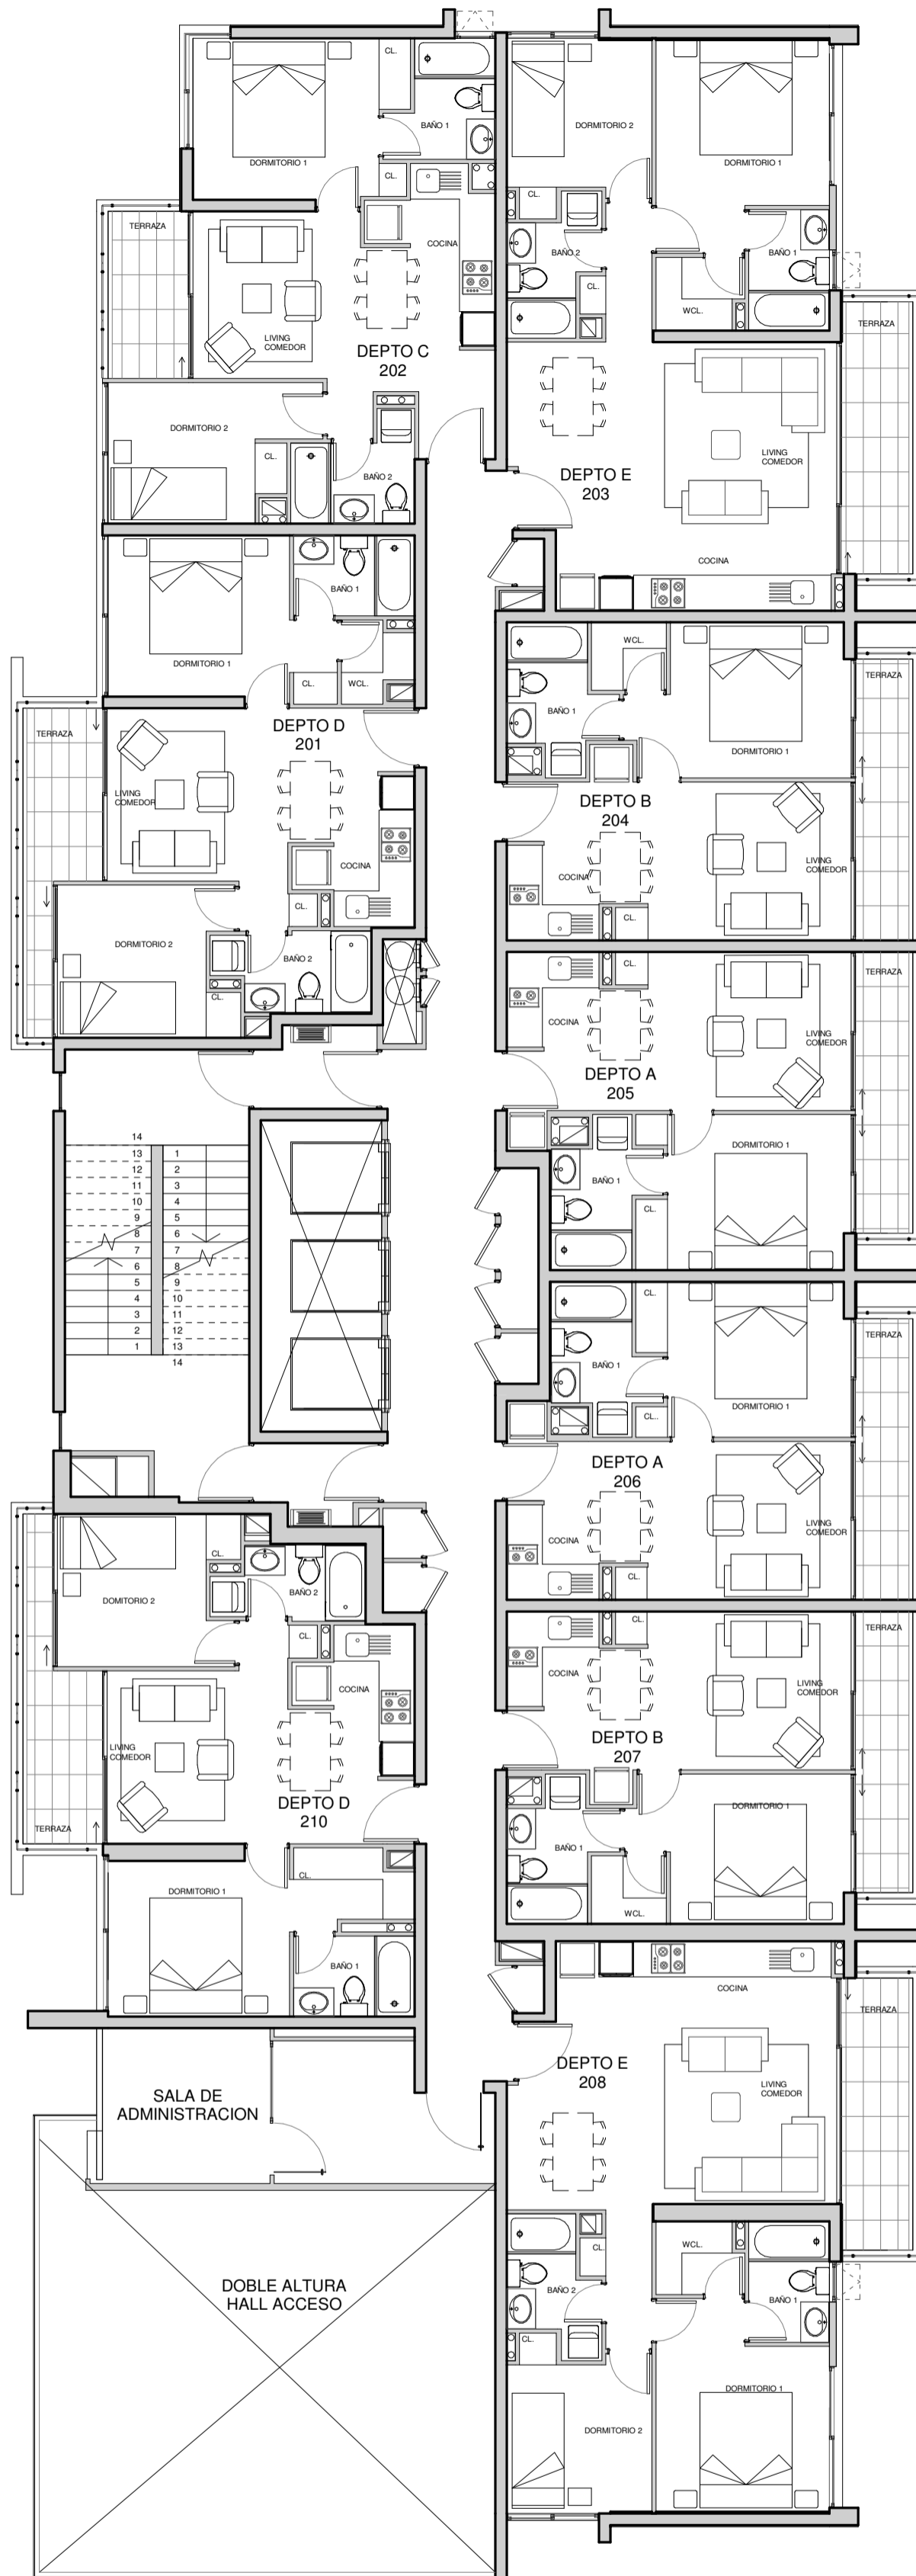 CL.
BAÑO 1
DORMITORIO 1
CL.
TERRAZA
COCINA
LIVING
COMEDOR
DEPTO C
202
DORMITORIO 2
CL.
BAÑO 2
DORMITORIO 2
DORMITORIO 1
CL.
BAÑO 2
BAÑO 1
CL.
WCL.
TERRAZA
DEPTO E
203
LIVING
COMEDOR
COCINA
BAÑO 1
DORMITORIO 1
CL.
WCL.
DEPTO D
201
TERRAZA
LIVING
COMEDOR
COCINA
CL.
DORMITORIO 2
BAÑO 2
CL.
WCL.
BAÑO 1
DORMITORIO 1
TERRAZA
DEPTO B
204
COCINA
LIVING
COMEDOR
CL.
CL.
TERRAZA
COCINA
LIVING
COMEDOR
DEPTO A
205
DORMITORIO 1
BAÑO 1
CL.
14
13
12
11
10
9
8
7
6
5
4
3
2
1
1
2
3
4
5
6
7
8
9
10
11
12
13
14
CL.
BAÑO 1
CL..
DORMITORIO 1
TERRAZA
DEPTO A
206
COCINA
LIVING
COMEDOR
CL.
CL.
TERRAZA
COCINA
LIVING
COMEDOR
DEPTO B
207
DORMITORIO 1
BAÑO 1
WCL.
CL.
BAÑO 2
DOMITORIO 2
CL.
COCINA
LIVING
COMEDOR
DEPTO D
210
TERRAZA
CL.
DORMITORIO 1
BAÑO 1
COCINA
TERRAZA
DEPTO E
208
LIVING
COMEDOR
SALA DE
ADMINISTRACION
CL.
WCL.
BAÑO 2
BAÑO 1
CL.
DORMITORIO 1
DORMITORIO 2
DOBLE ALTURA
HALL ACCESO